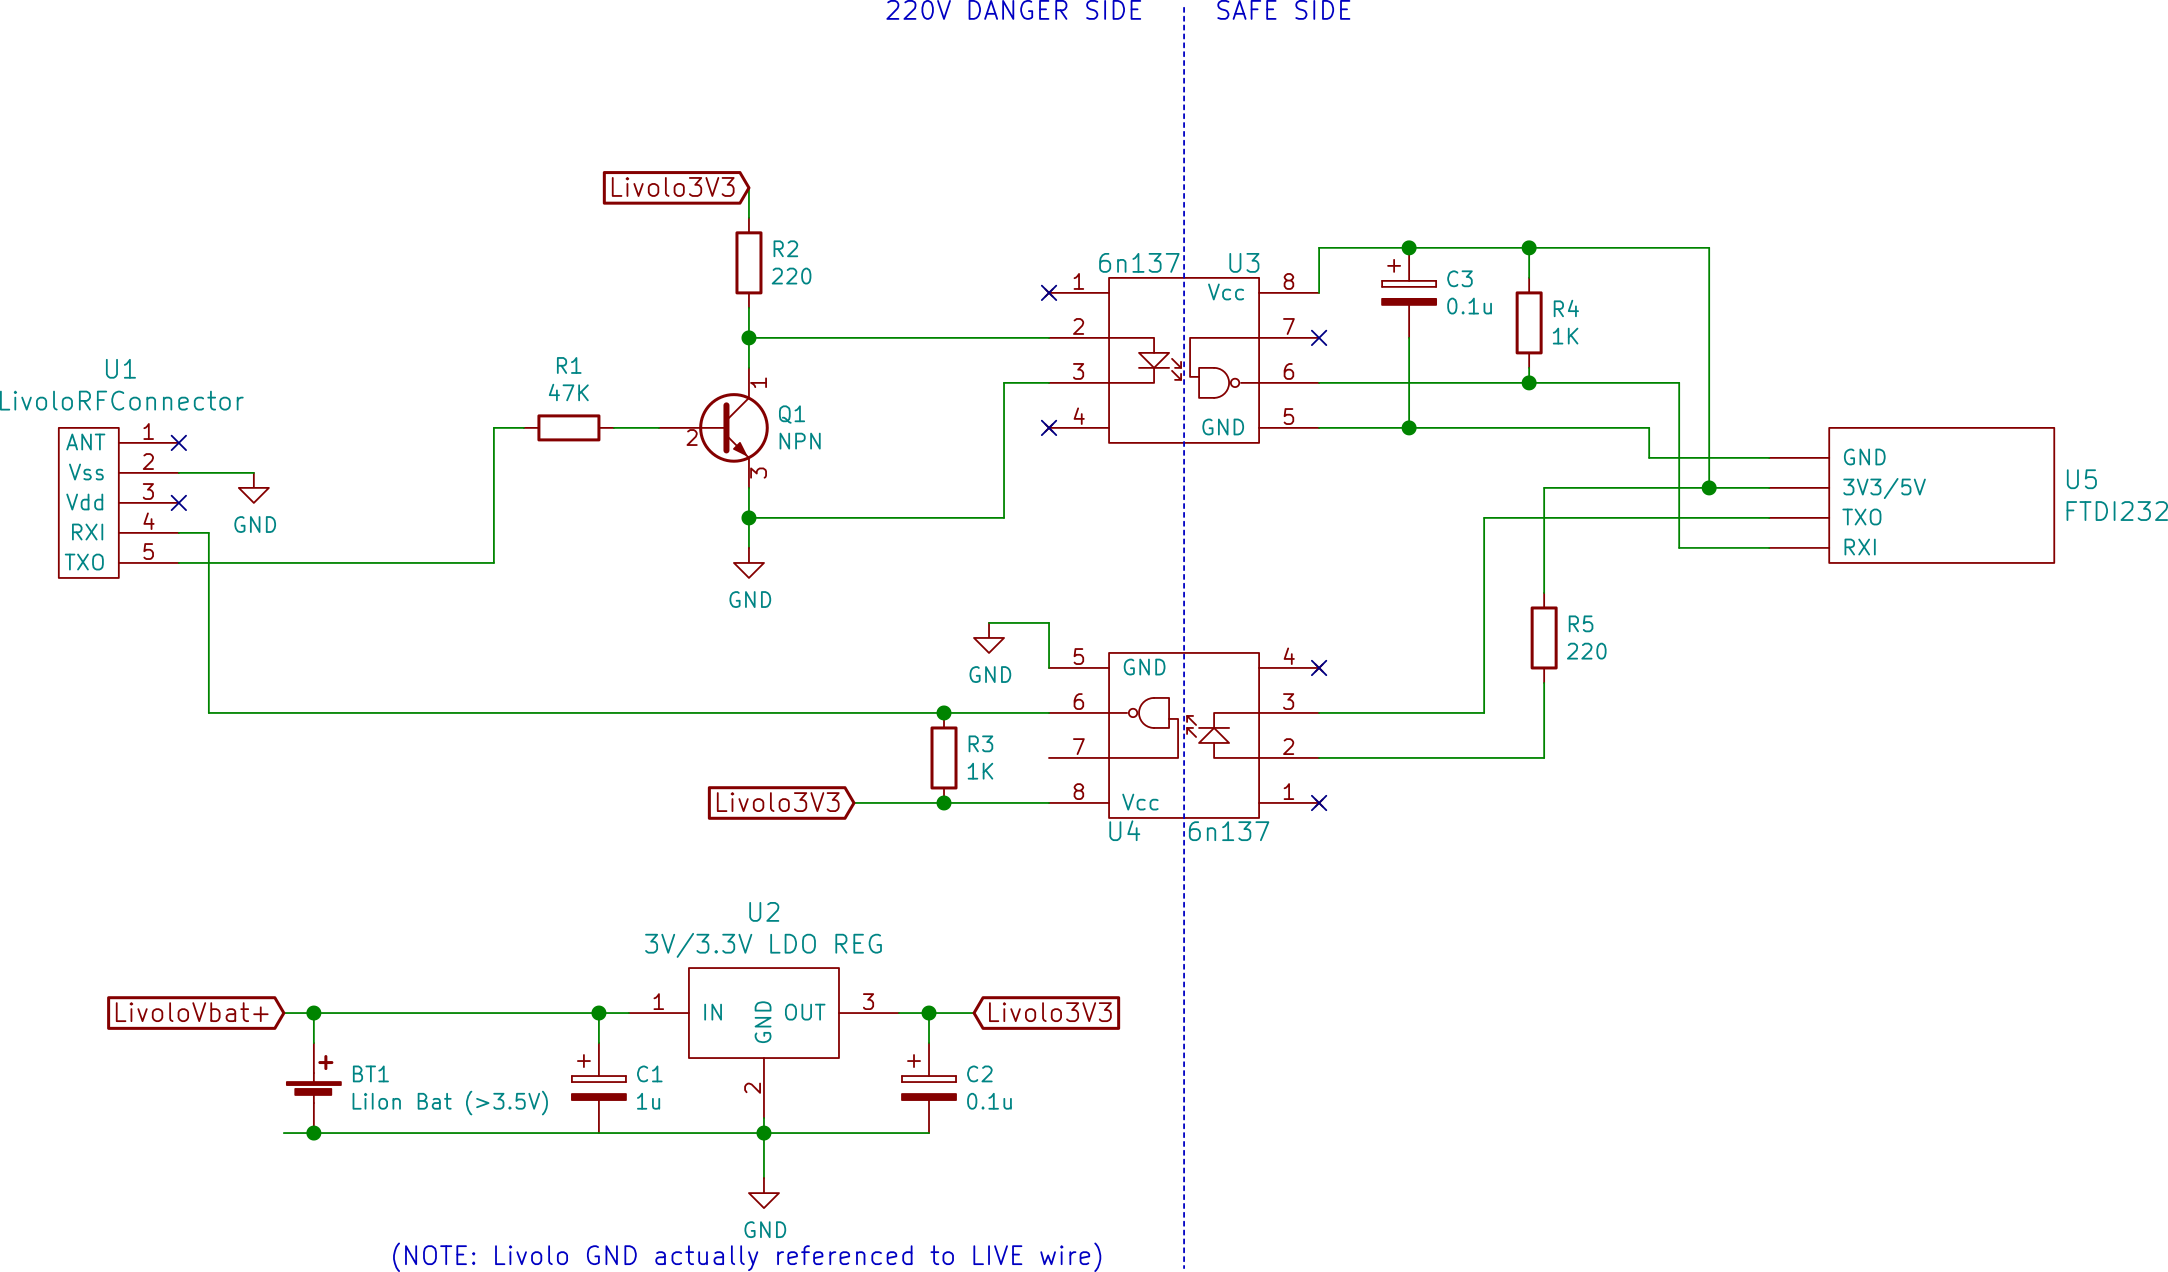 220V DANGER SIDE
SAFE SIDE
Livolo3V3
R2
220
6n137
U3
1
2
3
4
Vcc
GND
8
7
6
5
C3
0.1u
R4
1K
U1
LivoloRFConnector
ANT
Vss
Vdd
RXI
TXO
1
2
3
4
5
GND
R1
47K
1
2
3
Q1
NPN
GND
GND
3V3/5V
TXO
RXI
U5
FTDI232
GND
5
6
7
8
GND
Vcc
4
3
2
1
U4
6n137
R3
1K
Livolo3V3
R5
220
U2
3V/3.3V LDO REG
LivoloVbat+
1
IN
GND
OUT
3
2
Livolo3V3
BT1
LiIon Bat (>3.5V)
C1
1u
C2
0.1u
GND
(NOTE: Livolo GND actually referenced to LIVE wire)